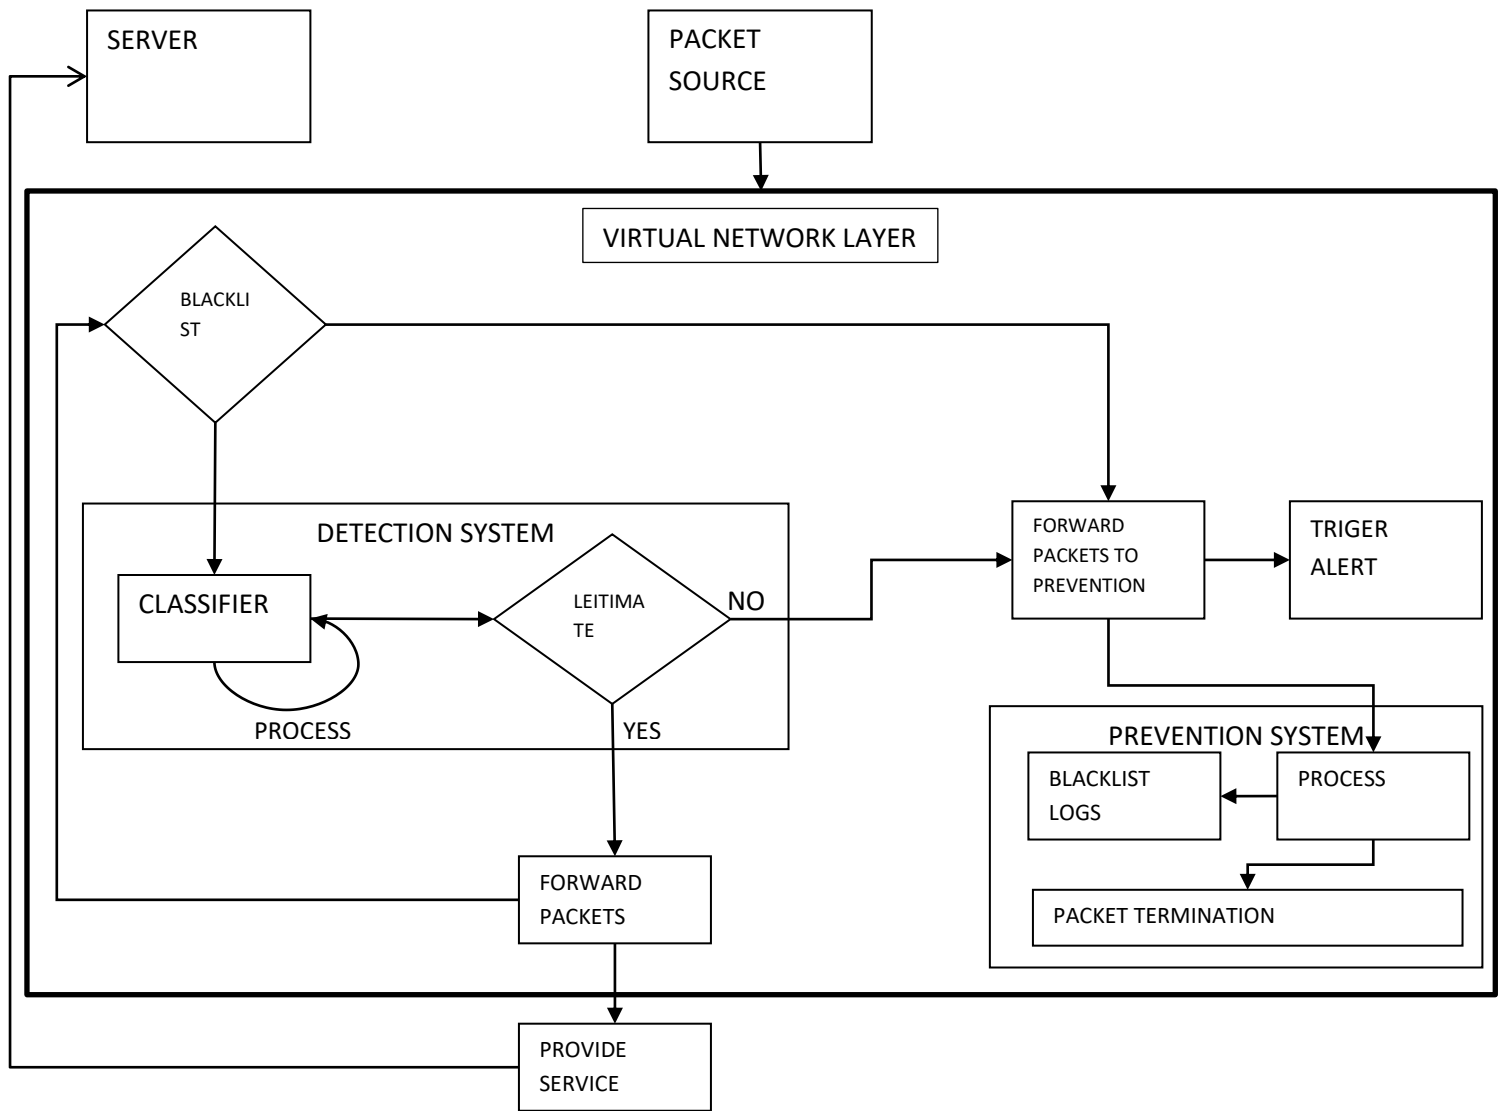 SERVER
PACKET
SOURCE
VIRTUAL NETWORK LAYER
BLACKLI
ST
DETECTION SYSTEM
CLASSIFIER
LEITIMA
TE
NO
PROCESS
YES
FORWARD
PACKETS TO
PREVENTION
TRIGER
ALERT
PREVENTION SYSTEM
BLACKLIST
LOGS
PROCESS
PACKET TERMINATION
FORWARD
PACKETS
PROVIDE
SERVICE